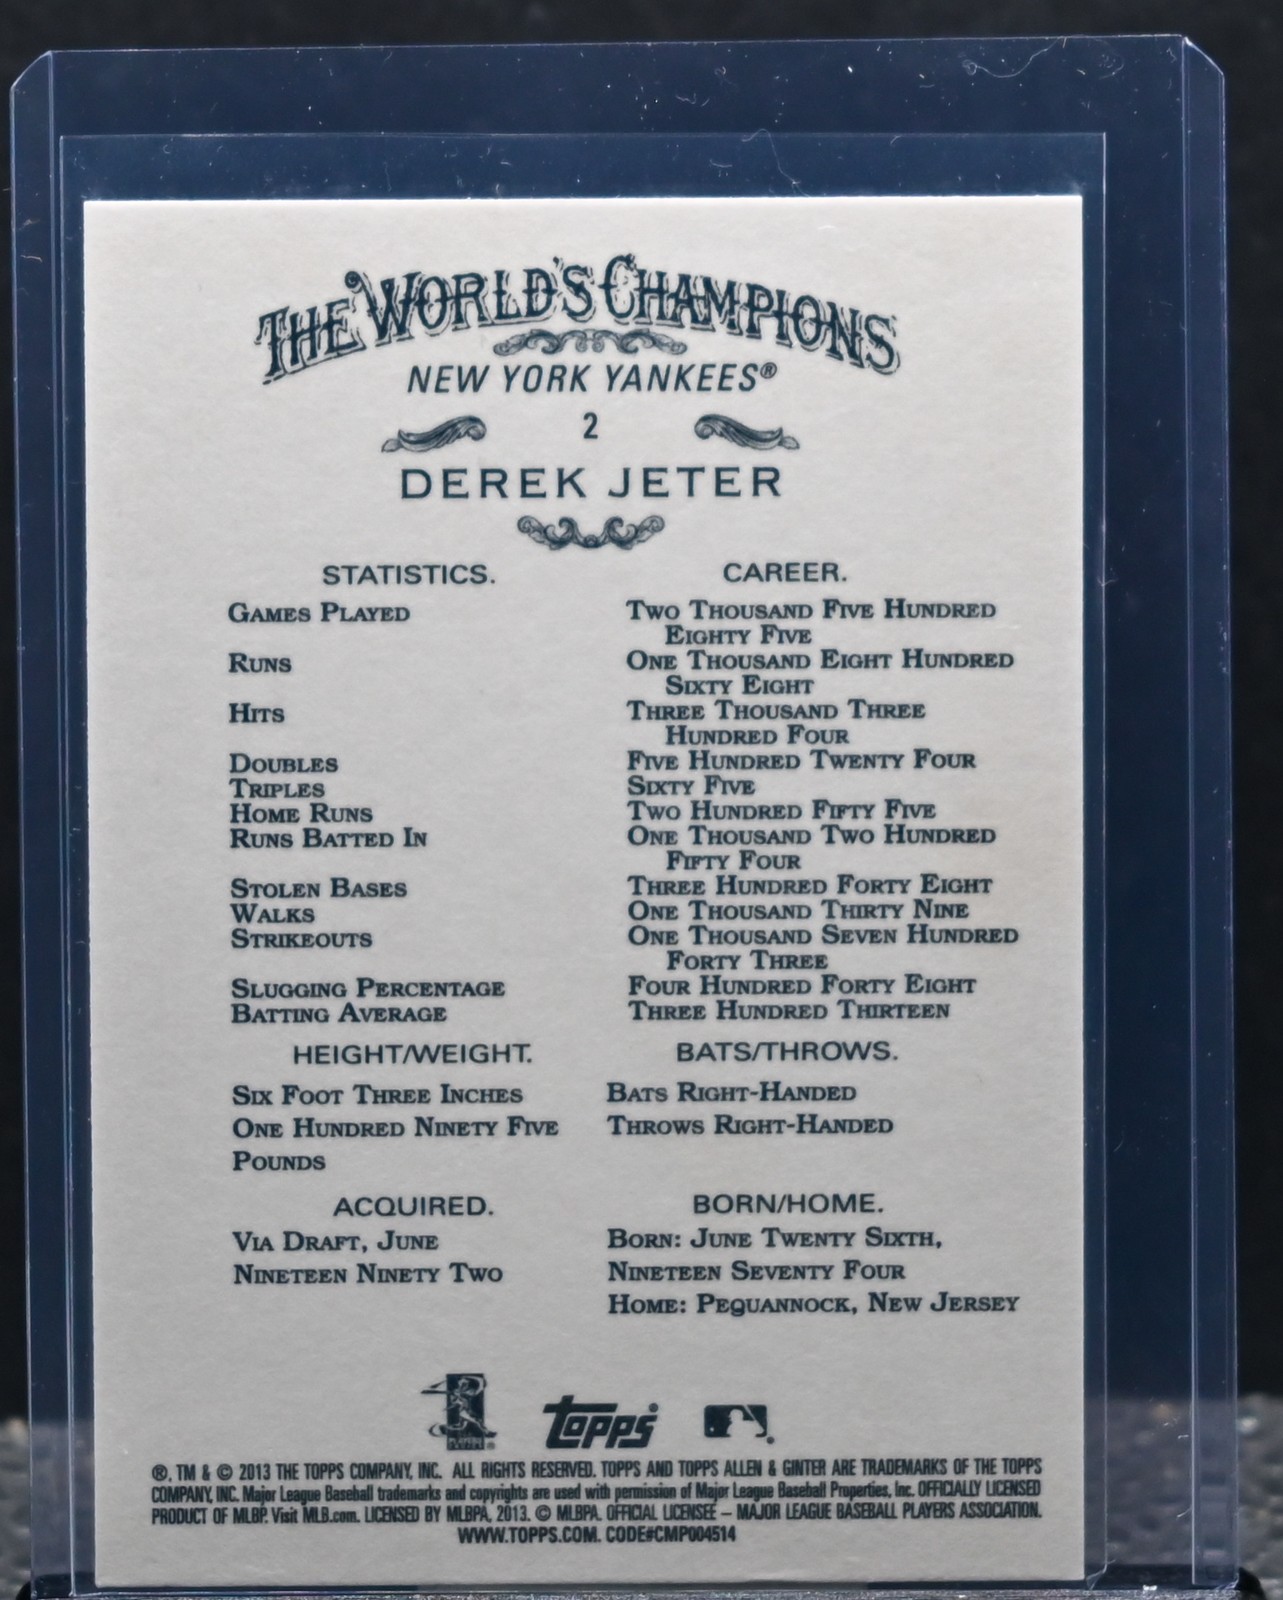 THE WORLD'S CHAMPIONS
NEW YORK YANKEES®
2
DEREK JETER
STATISTICS. CAREER.
GAMES PLAYED TWO THOUSAND FIVE HUNDRED
EIGHTY FIVE
RUNS ONE THOUSAND EIGHT HUNDRED
SIXTY EIGHT
HITS THREE THOUSAND THREE
HUNDRED FOUR
DOUBLES FIVE HUNDRED TWENTY FOUR
TRIPLES SIXTY FIVE
HOME RUNS TWO HUNDRED FIFTY FIVE
RUNS BATTED IN ONE THOUSAND TWO HUNDRED
FIFTY FOUR
STOLEN BASES THREE HUNDRED FORTY EIGHT
WALKS ONE THOUSAND THIRTY NINE
STRIKEOUTS ONE THOUSAND SEVEN HUNDRED
FORTY THREE
SLUGGING PERCENTAGE FOUR HUNDRED FORTY EIGHT
BATTING AVERAGE THREE HUNDRED THIRTEEN
HEIGHT/WEIGHT. BATS/THROWS.
SIX FOOT THREE INCHES BATS RIGHT-HANDED
ONE HUNDRED NINETY FIVE THROWS RIGHT-HANDED
POUNDS
ACQUIRED. BORN/HOME.
VIA DRAFT, JUNE BORN: JUNE TWENTY SIXTH,
NINETEEN NINETY TWO NINETEEN SEVENTY FOUR
HOME: PEQUANNOCK, NEW JERSEY
PLAYERS CHOICE ® Topps
®, TM & © 2013 THE TOPPS COMPANY, INC. ALL RIGHTS RESERVED. TOPPS AND TOPPS ALLEN & GINTER ARE TRADEMARKS OF THE TOPPS
COMPANY, INC. Major League Baseball trademarks and copyrights are used with permission of Major League Baseball Properties, Inc. OFFICIALLY LICENSED
PRODUCT OF MLBP. Visit MLB.com. LICENSED BY MLBPA, 2013. © MLBPA. OFFICIAL LICENSEE – MAJOR LEAGUE BASEBALL PLAYERS ASSOCIATION.
WWW.TOPPS.COM. CODE#CMP004514